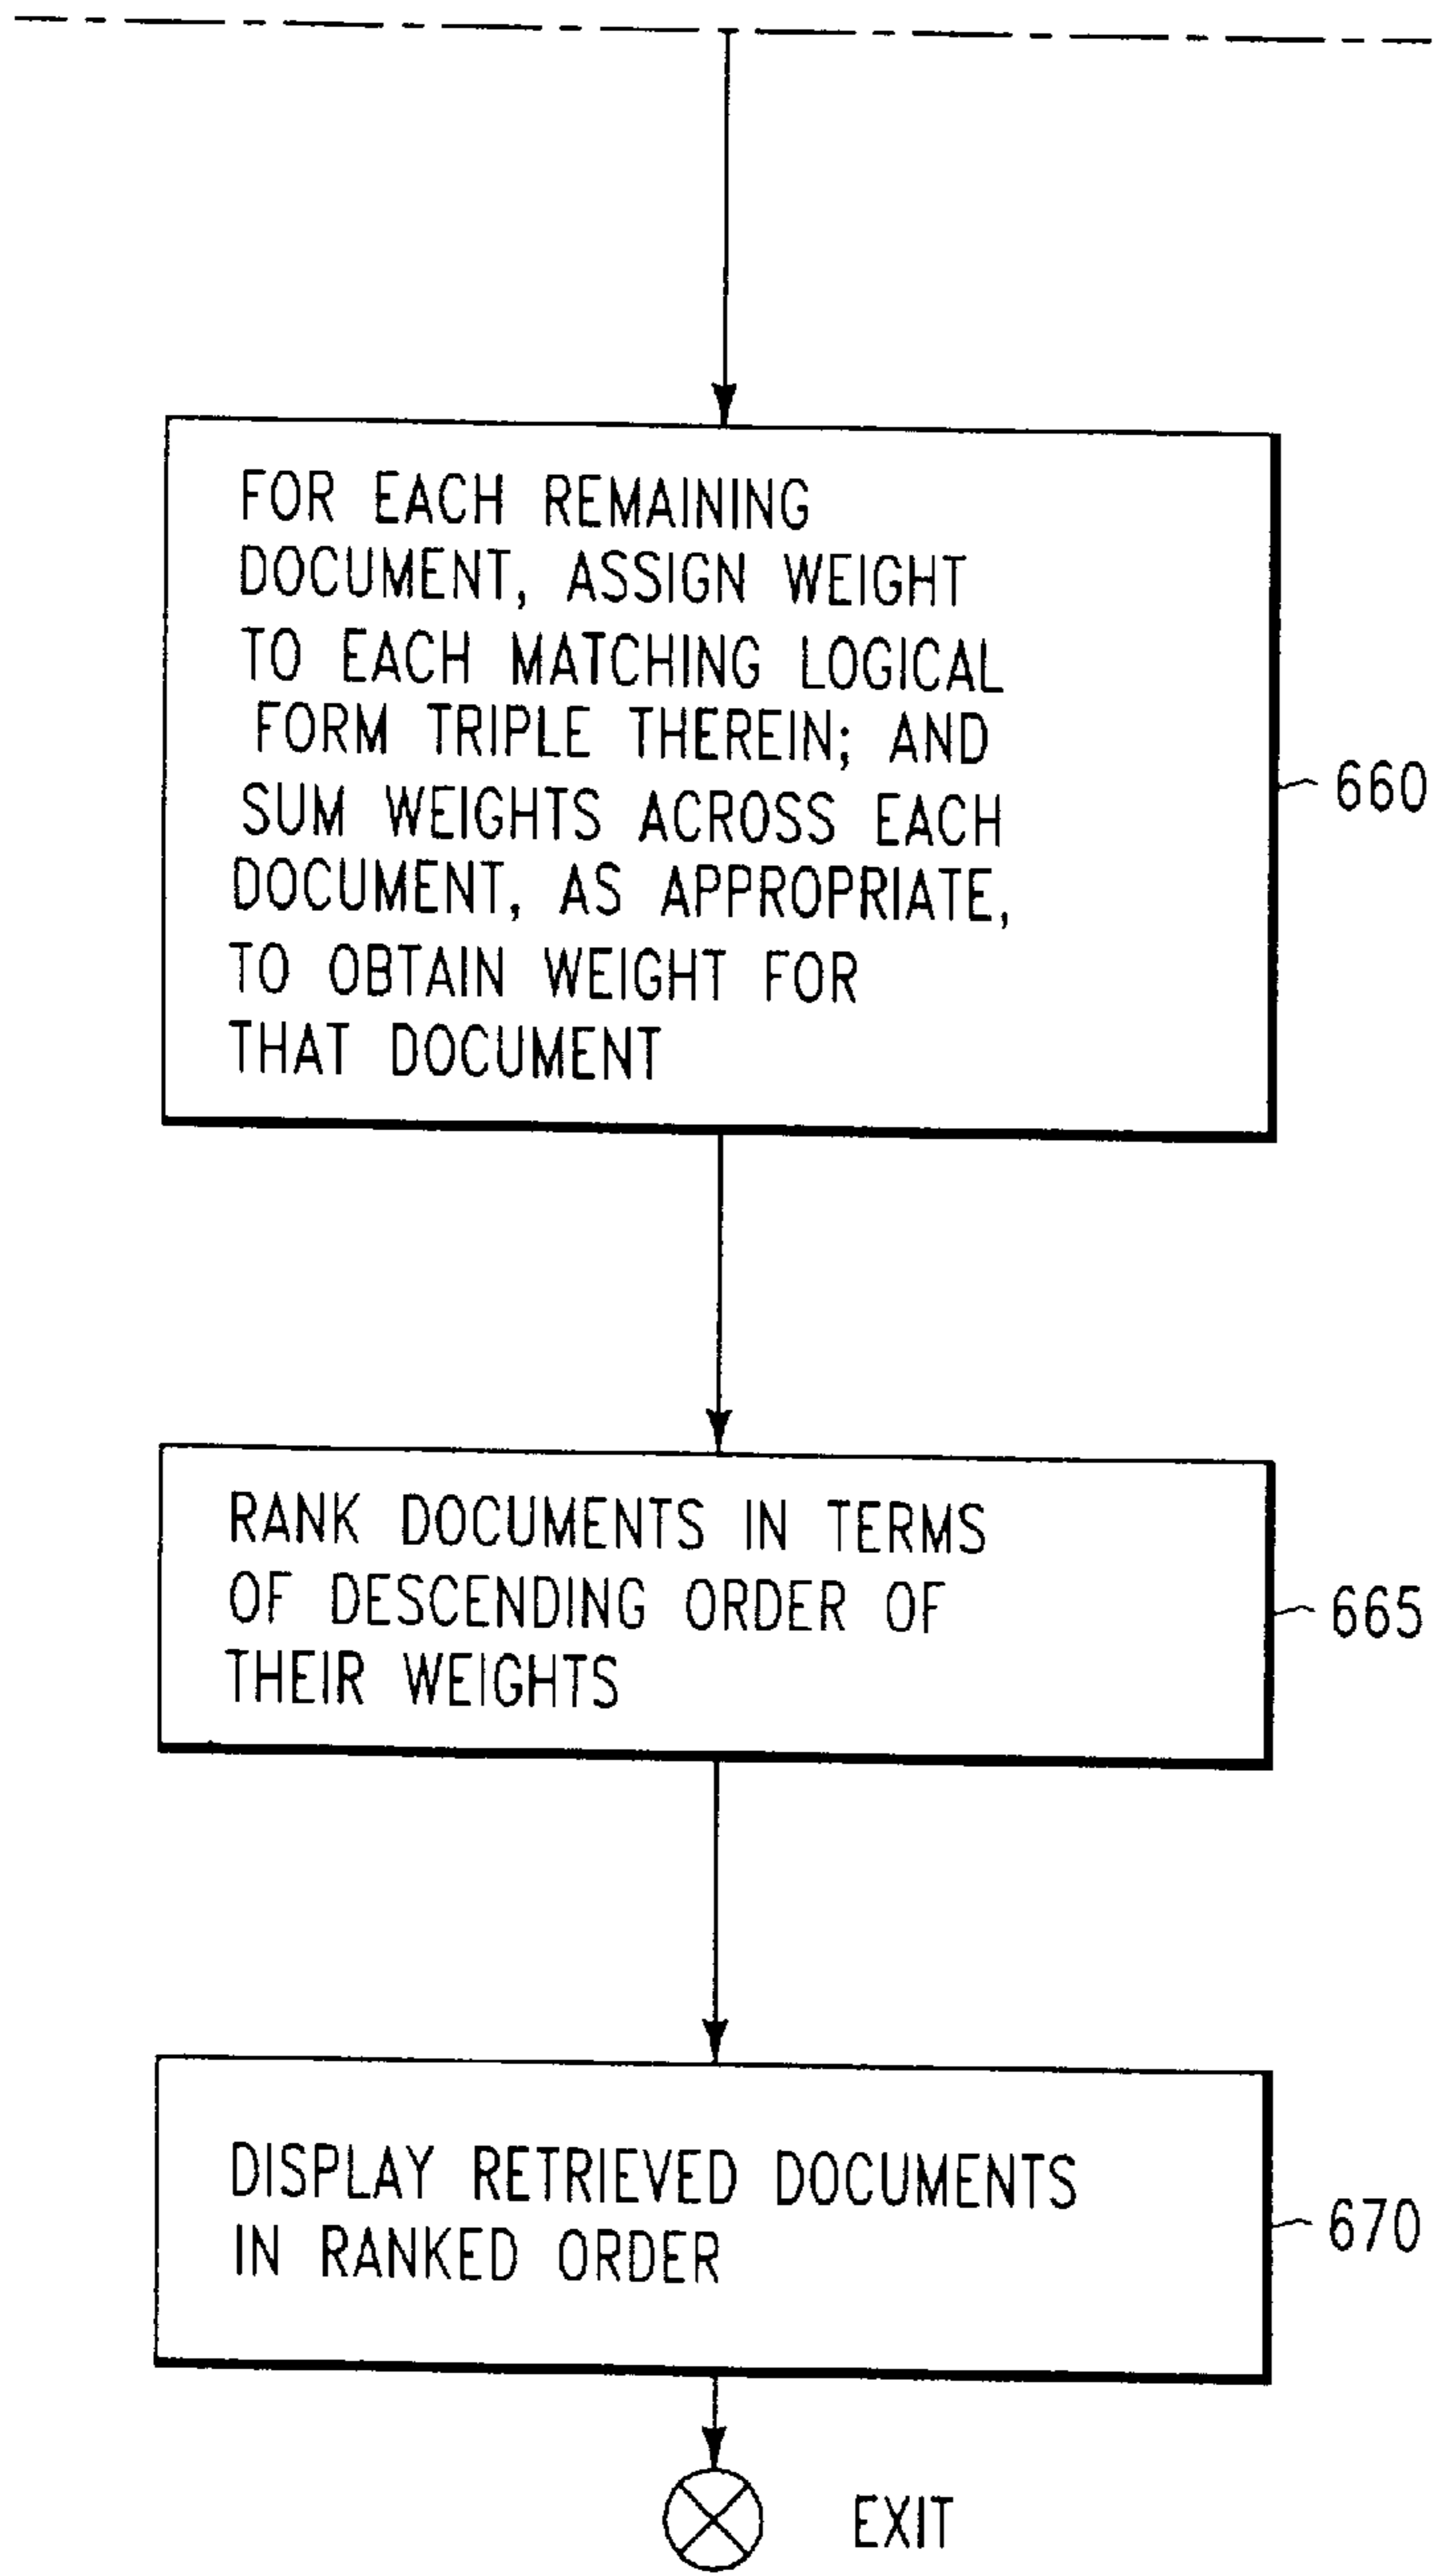 FOR EACH REMAINING
DOCUMENT, ASSIGN WEIGHT
TO EACH MATCHING LOGICAL
FORM TRIPLE THEREIN; AND
SUM WEIGHTS ACROSS EACH
DOCUMENT, AS APPROPRIATE,
TO OBTAIN WEIGHT FOR
THAT DOCUMENT
660
RANK DOCUMENTS IN TERMS
OF DESCENDING ORDER OF
THEIR WEIGHTS
665
DISPLAY RETRIEVED DOCUMENTS
IN RANKED ORDER
670
EXIT